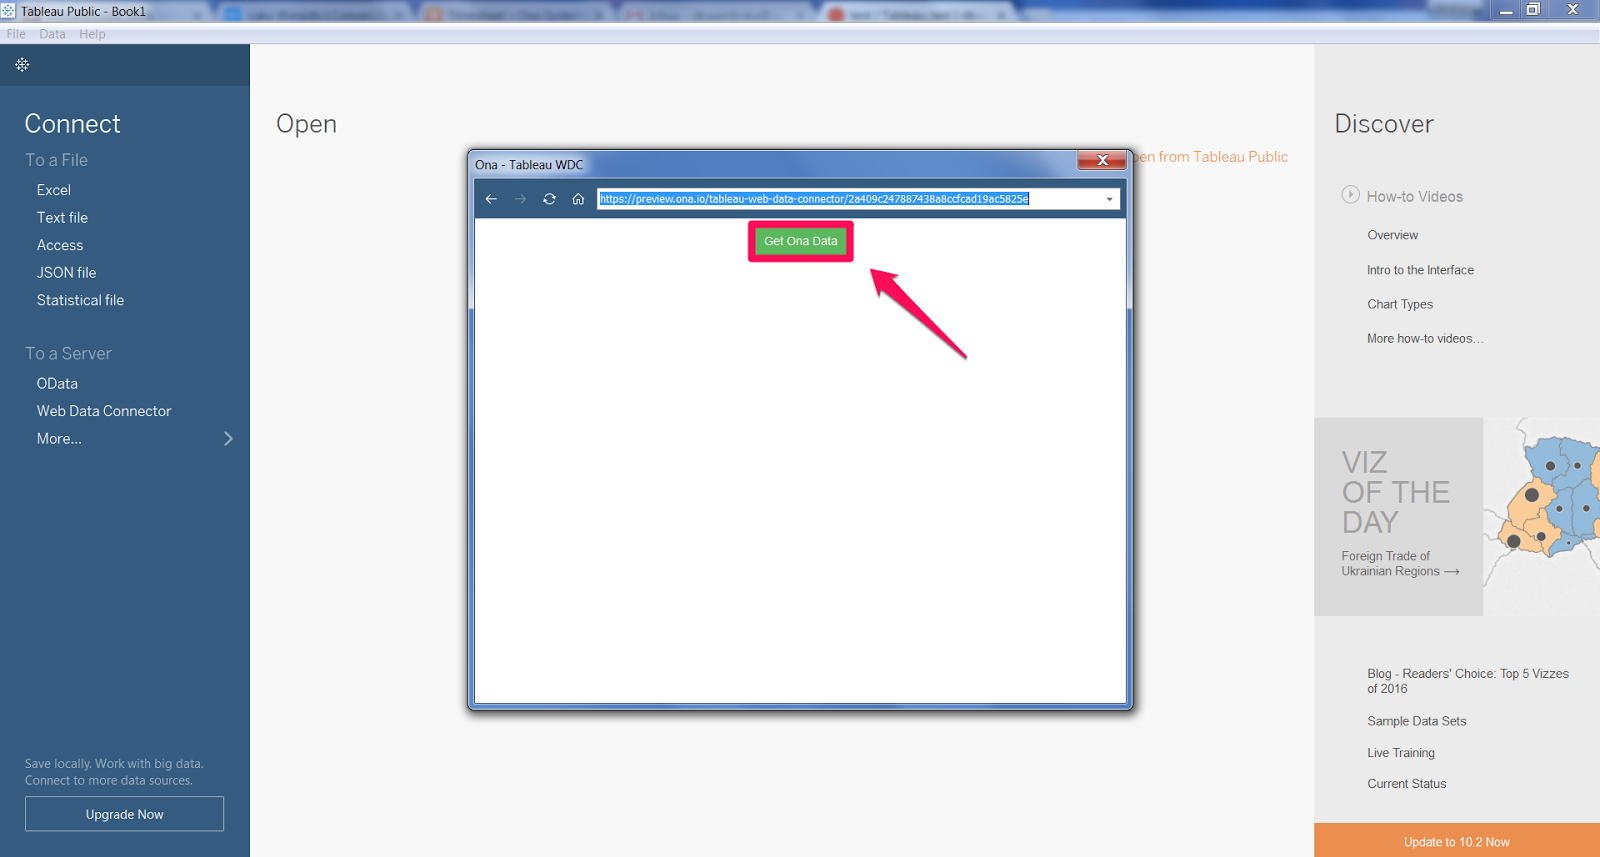 Tableau Public - Book1
File Data Help
Connect
To a File
Excel
Text file
Access
JSON file
Statistical file
To a Server
OData
Web Data Connector
More...
Save locally. Work with big data.
Connect to more data sources.
Upgrade Now
Open
pen from Tableau Public
Ona - Tableau WDC
https://preview.ona.io/tableau-web-data-connector/2a409c247887438a8ccfcad19ac5825e
Get Ona Data
Discover
How-to Videos
Overview
Intro to the Interface
Chart Types
More how-to videos...
VIZ
OF THE
DAY
Foreign Trade of
Ukrainian Regions →
Blog - Readers' Choice: Top 5 Vizzes
of 2016
Sample Data Sets
Live Training
Current Status
Update to 10.2 Now